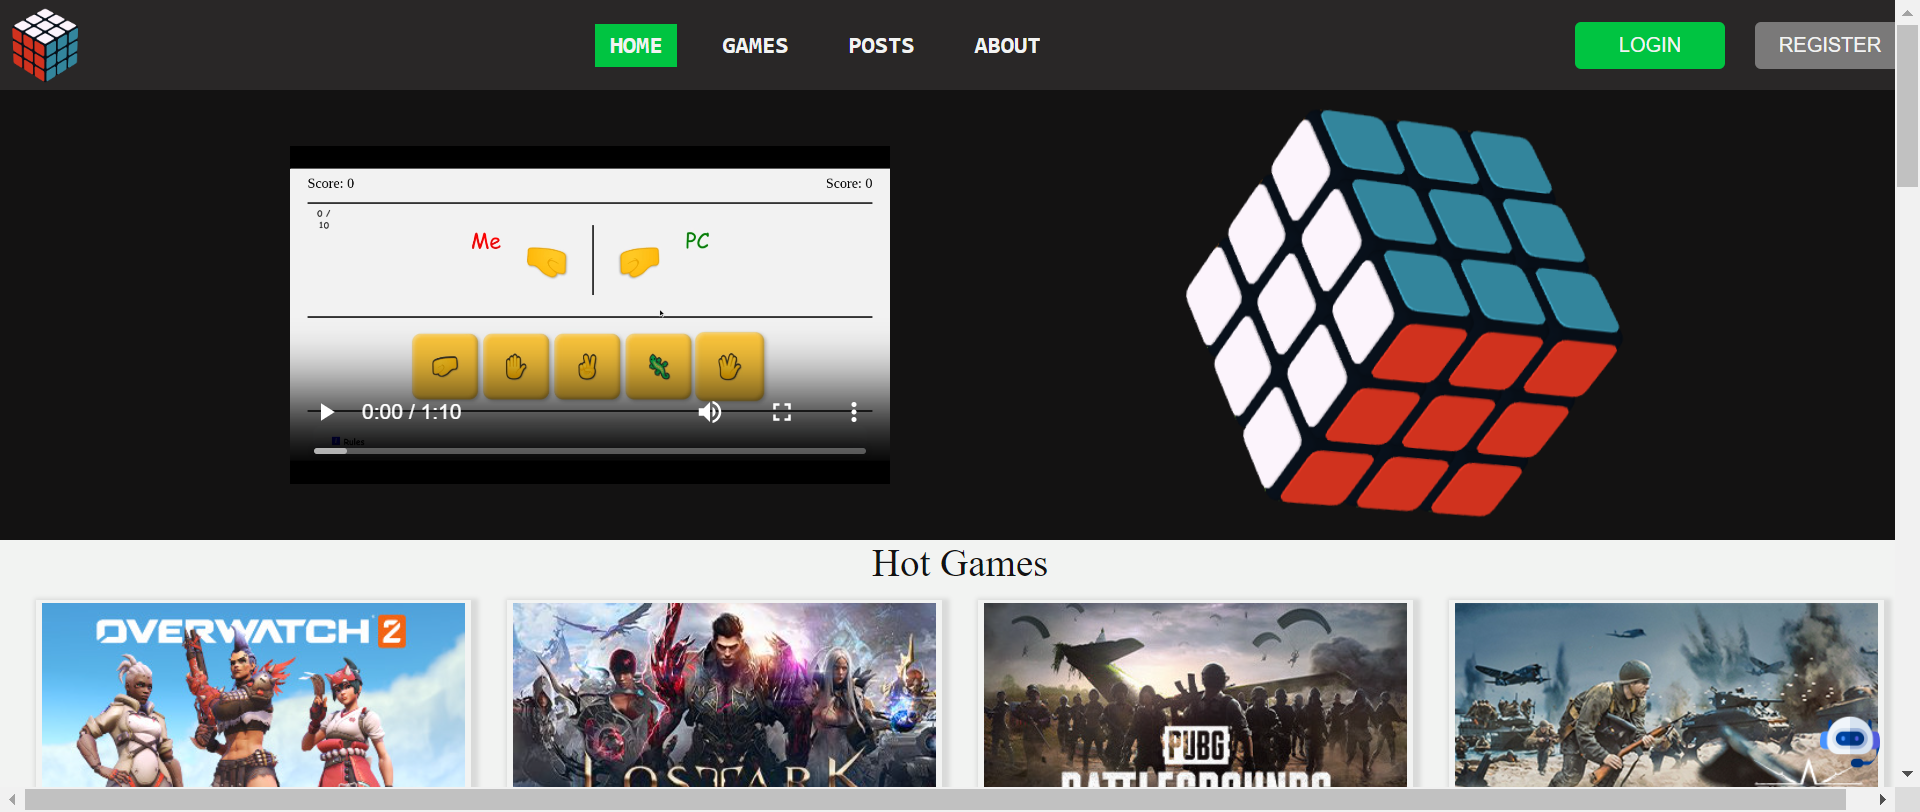 HOME GAMES POSTS ABOUT LOGIN REGISTER
Score: 0 Score: 0
0 /
10
Me PC
0:00 / 1:10
Rules
Hot Games
OVERWATCH 2
LOST ARK
PUBG
BATTLEGROUNDS